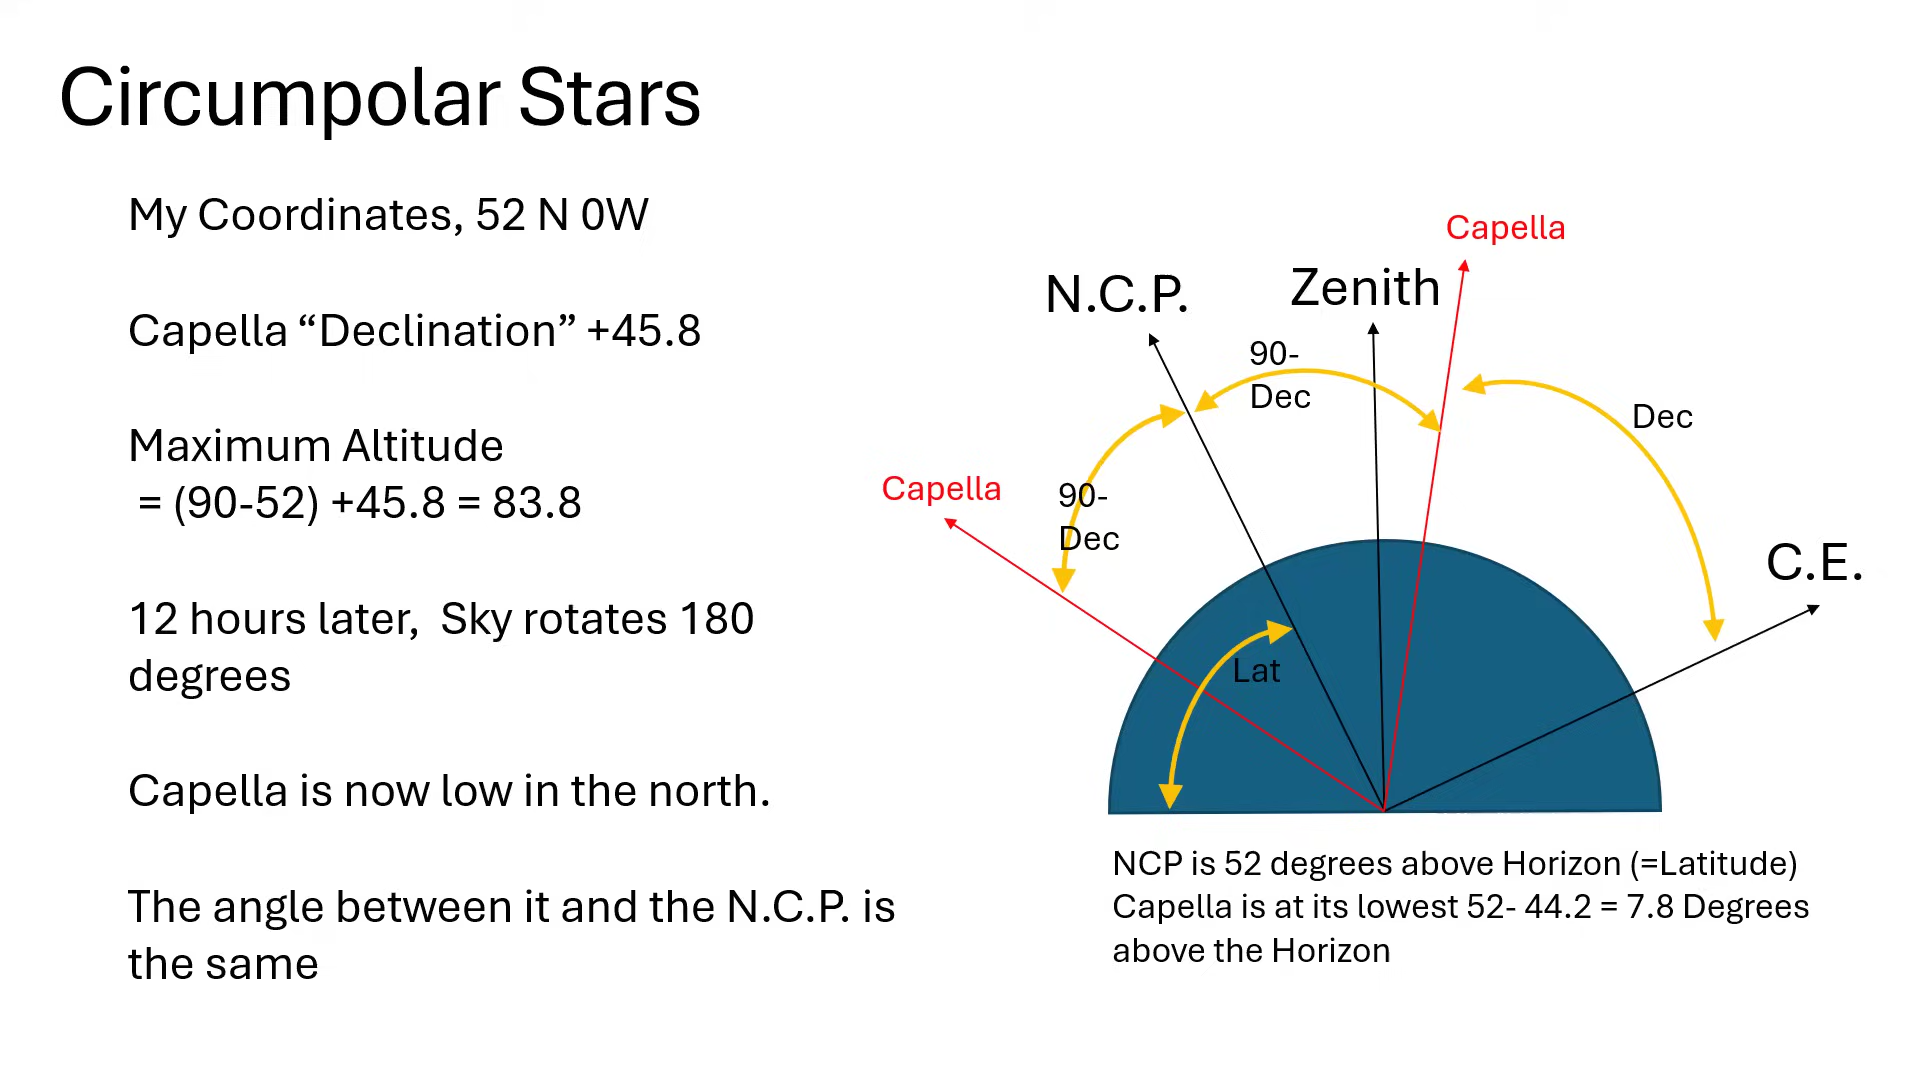 Circumpolar Stars
My Coordinates, 52 N 0W
Capella “Declination” +45.8
Maximum Altitude
= (90-52) +45.8 = 83.8
12 hours later,  Sky rotates 180
degrees
Capella is now low in the north.
The angle between it and the N.C.P. is
the same
Capella
N.C.P.
Zenith
90-
Dec
Dec
Capella
90-
Dec
C.E.
Lat
NCP is 52 degrees above Horizon (=Latitude)
Capella is at its lowest 52- 44.2 = 7.8 Degrees
above the Horizon